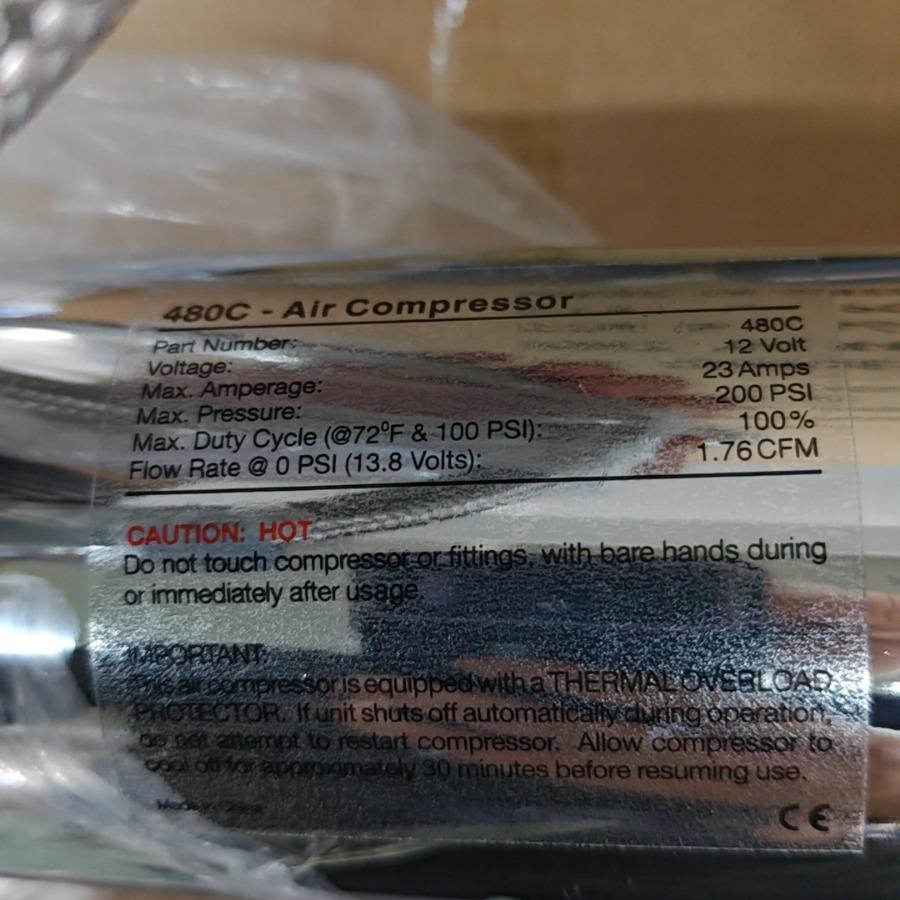 480C - Air Compressor
Part Number: 480C
Voltage: 12 Volt
Max. Amperage: 23 Amps
Max. Pressure: 200 PSI
Max. Duty Cycle (@72°F & 100 PSI): 100%
Flow Rate @ 0 PSI (13.8 Volts): 1.76 CFM
CAUTION: HOT
Do not touch compressor or fittings, with bare hands during
or immediately after usage.
IMPORTANT:
This air compressor is equipped with a THERMAL OVERLOAD
PROTECTOR. If unit shuts off automatically during operation,
do not attempt to restart compressor. Allow compressor to
cool off for approximately 30 minutes before resuming use.
Made in China
CE